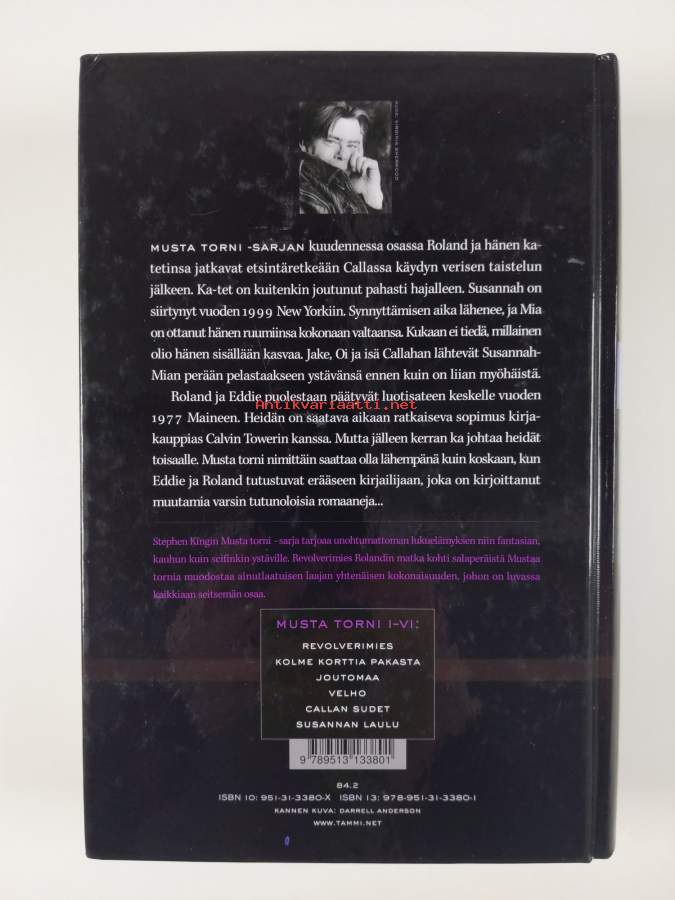 KUVA: VIRGINIA SHERWOOD
MUSTA TORNI -SARJAN kuudennessa osassa Roland ja hänen ka-
tetinsa jatkavat etsintäretkeään Callassa käydyn verisen taistelun
jälkeen. Ka-tet on kuitenkin joutunut pahasti hajalleen. Susannah on
siirtynyt vuoden 1999 New Yorkiin. Synnyttämisen aika lähenee, ja Mia
on ottanut hänen ruumiinsa kokonaan valtaansa. Kukaan ei tiedä, millainen
olio hänen sisällään kasvaa. Jake, Oi ja isä Callahan lähtevät Susannah-
Mian perään pelastaakseen ystävänsä ennen kuin on liian myöhäistä.
Roland ja Eddie puolestaan päätyvät luotisateen keskelle vuoden
Antikvariaatti.net
1977 Maineen. Heidän on saatava aikaan ratkaiseva sopimus kirja-
kauppias Calvin Towerin kanssa. Mutta jälleen kerran ka johtaa heidät
toisaalle. Musta torni nimittäin saattaa olla lähempänä kuin koskaan, kun
Eddie ja Roland tutustuvat erääseen kirjailijaan, joka on kirjoittanut
muutamia varsin tutunoloisia romaaneja...
Stephen Kingin Musta torni -sarja tarjoaa unohtumattoman lukuelämyksen niin fantasian,
kauhun kuin scifinkin ystäville. Revolverimies Rolandin matka kohti salaperäistä Mustaa
tornia muodostaa ainutlaatuisen laajan yhtenäisen kokonaisuuden, johon on luvassa
kaikkiaan seitsemän osaa.
MUSTA TORNI I–VI:
REVOLVERIMIES
KOLME KORTTIA PAKASTA
JOUTOMAA
VELHO
CALLAN SUDET
SUSANNAN LAULU
9 789513 133801
84.2
ISBN 10: 951-31-3380-X ISBN 13: 978-951-31-3380-1
KANNEN KUVA: DARRELL ANDERSON
WWW.TAMMI.NET